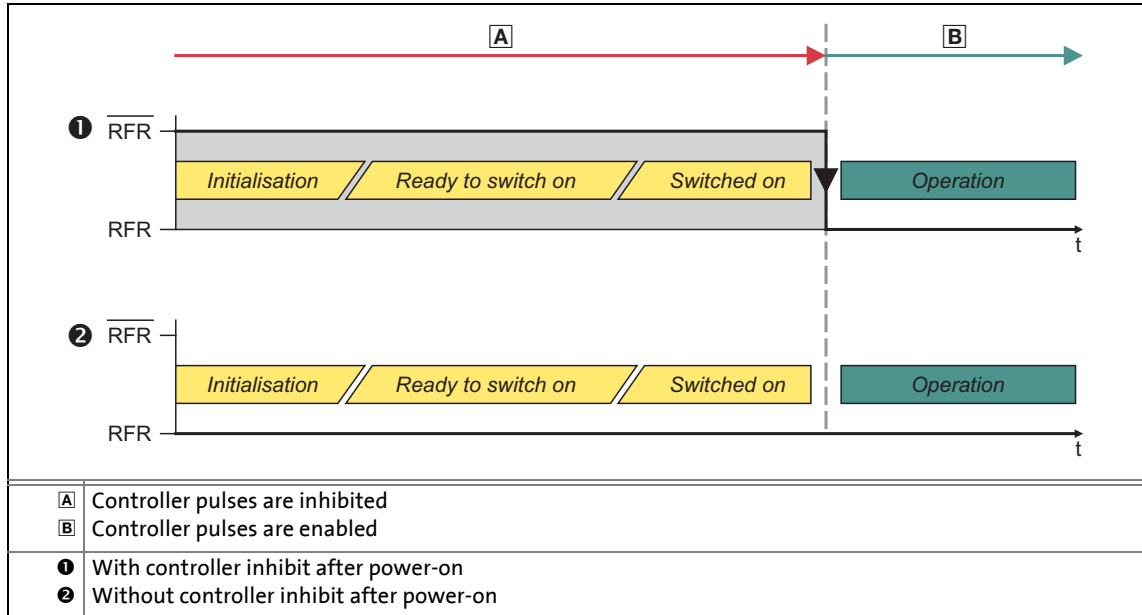 A B
❶ R̅F̅R̅
Initialisation Ready to switch on Switched on Operation
RFR
t
❷ R̅F̅R̅
Initialisation Ready to switch on Switched on Operation
RFR
t
A Controller pulses are inhibited
B Controller pulses are enabled
❶ With controller inhibit after power-on
❷ Without controller inhibit after power-on